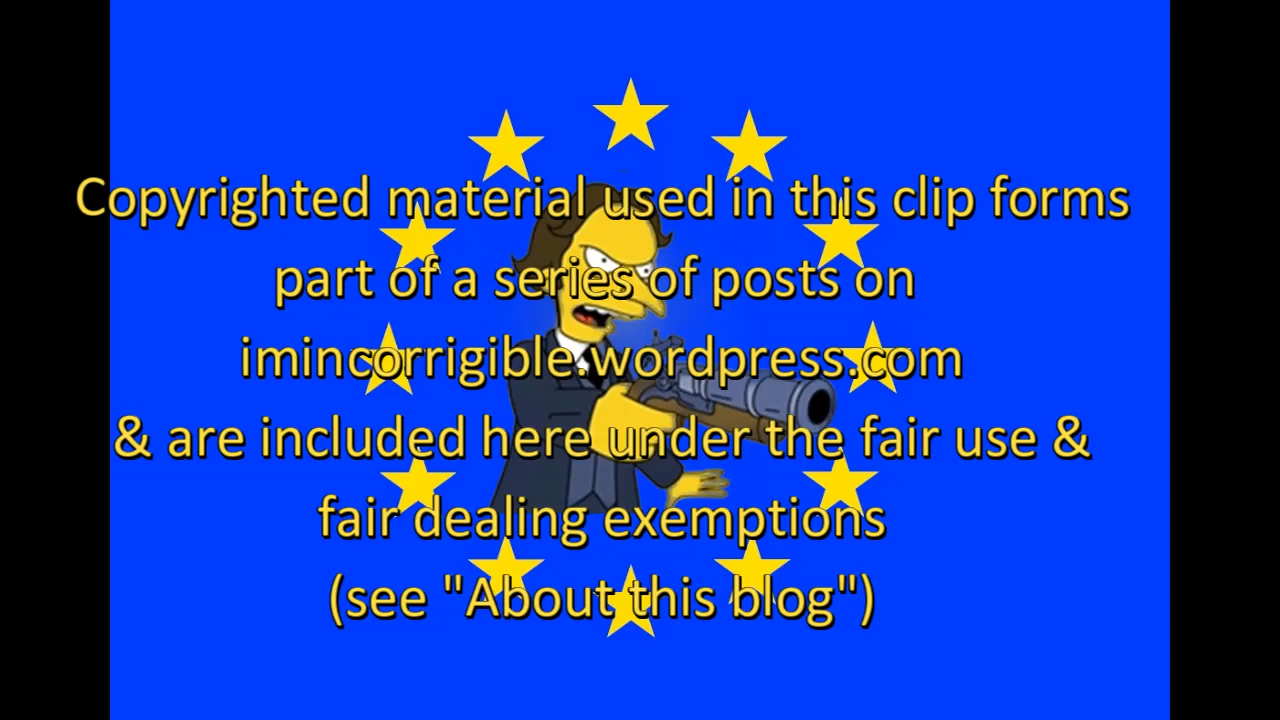 Copyrighted material used in this clip forms
part of a series of posts on
imincorrigible.wordpress.com
& are included here under the fair use &
fair dealing exemptions
(see "About this blog")